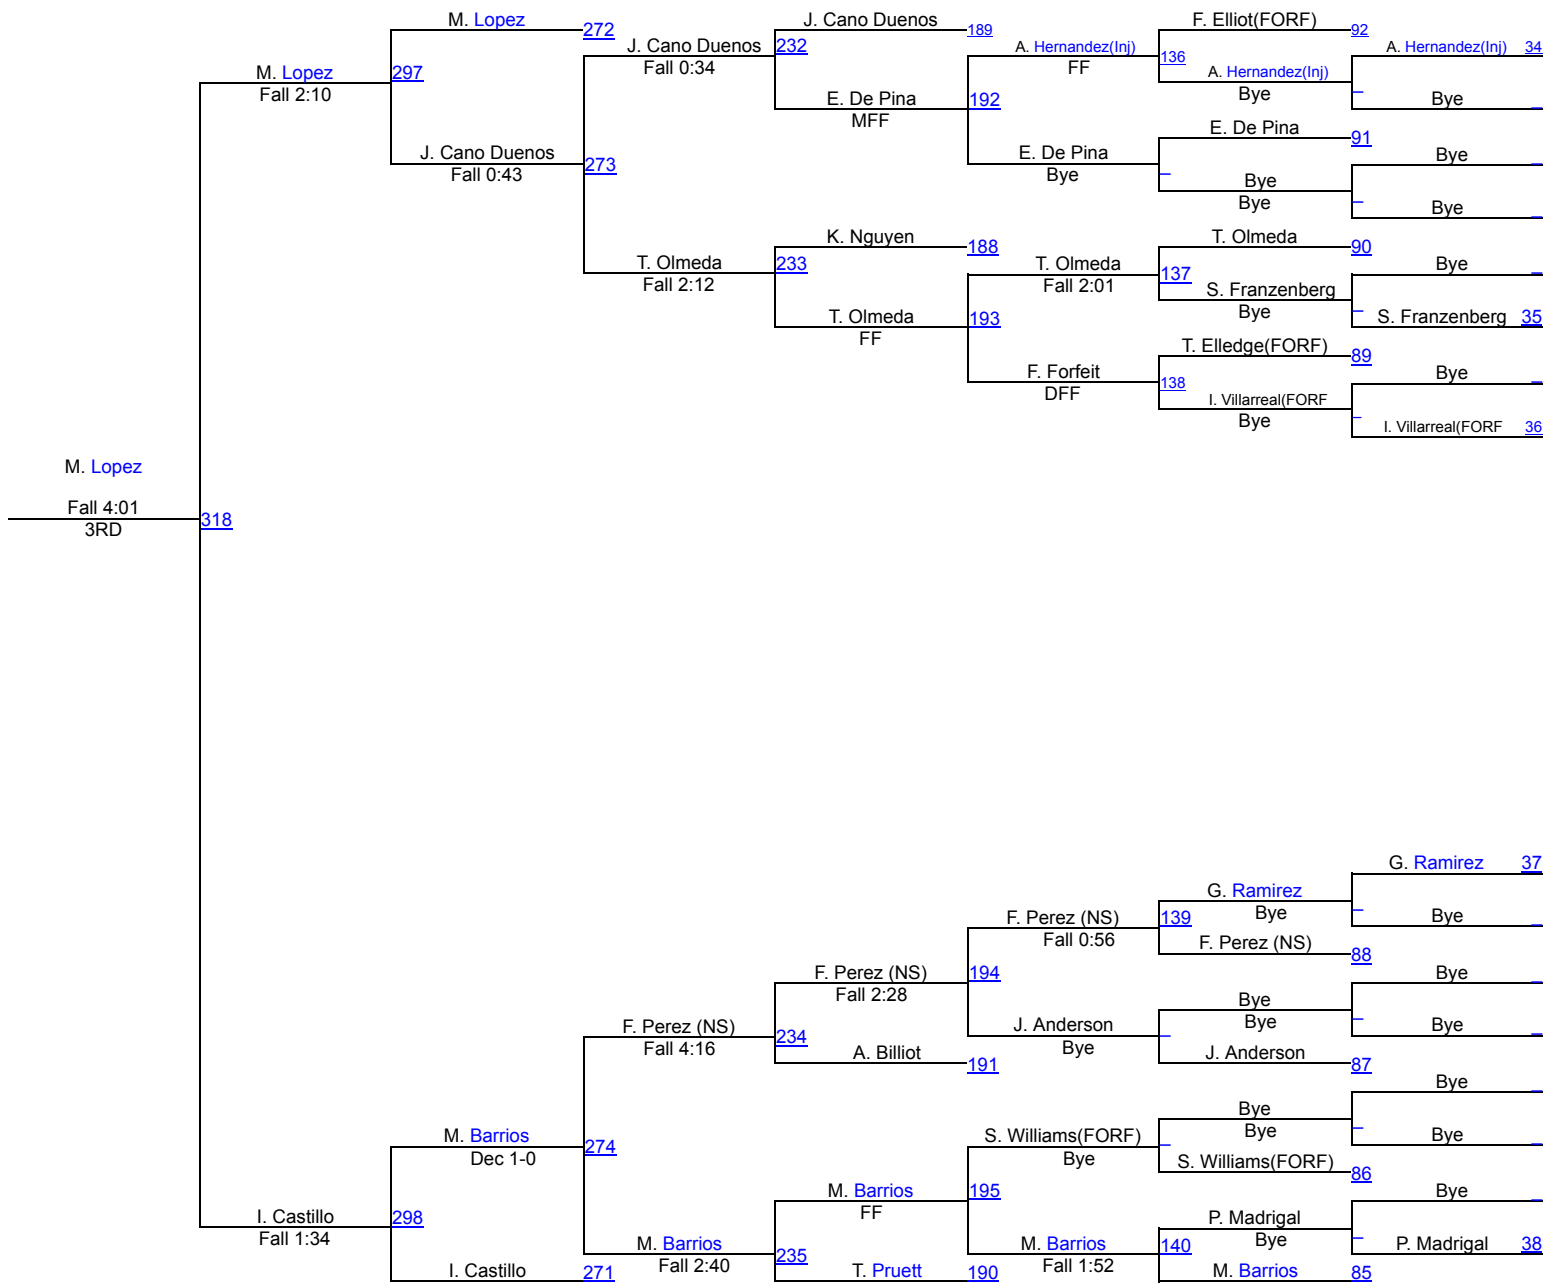 M. Lopez
272
J. Cano Duenos
189
F. Elliot(FORF)
92
J. Cano Duenos
232
A. Hernandez(Inj)
136
A. Hernandez(Inj) 34
M. Lopez
297
Fall 0:34
FF
A. Hernandez(Inj)
Fall 2:10
E. De Pina
192
Bye
Bye
MFF
E. De Pina
91
J. Cano Duenos
273
E. De Pina
Bye
Fall 0:43
Bye
Bye
Bye
Bye
K. Nguyen
188
T. Olmeda
90
T. Olmeda
233
T. Olmeda
137
Bye
Fall 2:12
Fall 2:01
S. Franzenberg
T. Olmeda
193
Bye
S. Franzenberg 35
FF
T. Elledge(FORF)
89
F. Forfeit
138
Bye
DFF
I. Villarreal(FORF
Bye
I. Villarreal(FORF 36
M. Lopez
Fall 4:01
318
3RD
G. Ramirez 37
G. Ramirez
F. Perez (NS)
139
Bye
Bye
Fall 0:56
F. Perez (NS)
88
F. Perez (NS)
194
Bye
Fall 2:28
Bye
F. Perez (NS)
234
J. Anderson
Bye
Bye
Fall 4:16
A. Billiot
191
Bye
J. Anderson
87
Bye
Bye
M. Barrios
274
S. Williams(FORF)
Bye
Bye
Dec 1-0
Bye
S. Williams(FORF)
86
M. Barrios
195
Bye
I. Castillo
298
FF
P. Madrigal
Fall 1:34
M. Barrios
235
M. Barrios
140
Bye
P. Madrigal 38
I. Castillo
271
Fall 2:40
T. Pruett
190
Fall 1:52
M. Barrios
85